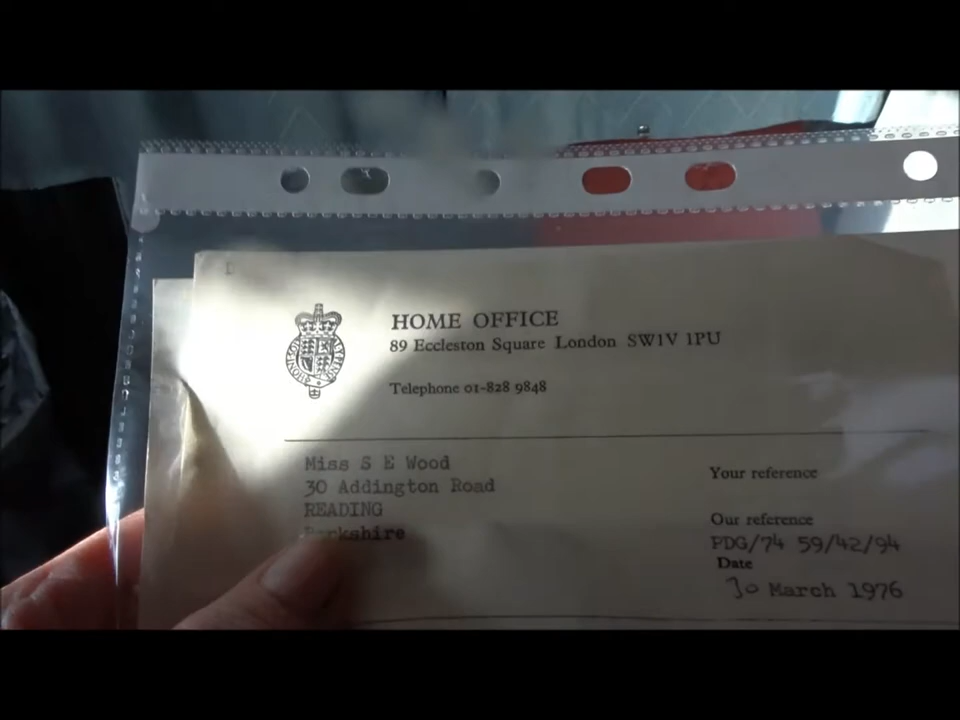 HOME OFFICE
89 Eccleston Square London SW1V 1PU
Telephone 01-828 9848
Miss S E Wood
30 Addington Road
READING
Berkshire
Your reference
Our reference
PDG/74 59/42/94
Date
30 March 1976